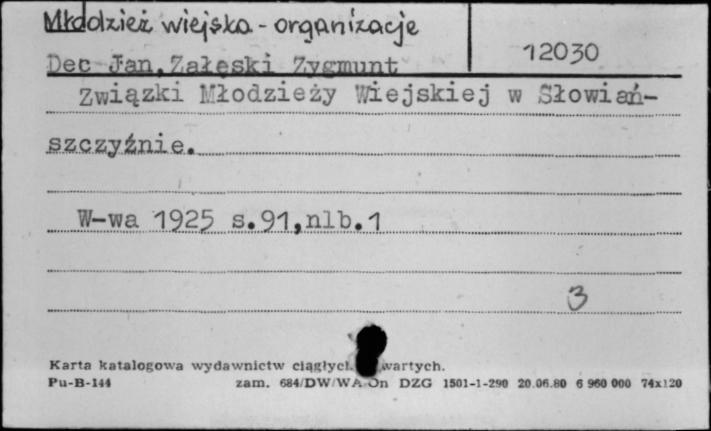 Młodzież wiejska - organizacje
12030
Dec Jan, Załęski Zygmunt
Związki Młodzieży Wiejskiej w Słowiań-
szczyźnie.
W-wa 1925 s.91,nlb.1
3
Karta katalogowa wydawnictw ciągłych wartych.
Pu-B-144 zam. 684/DW/WA-On DZG 1501-1-290 20.06.80 6 960 000 74x120